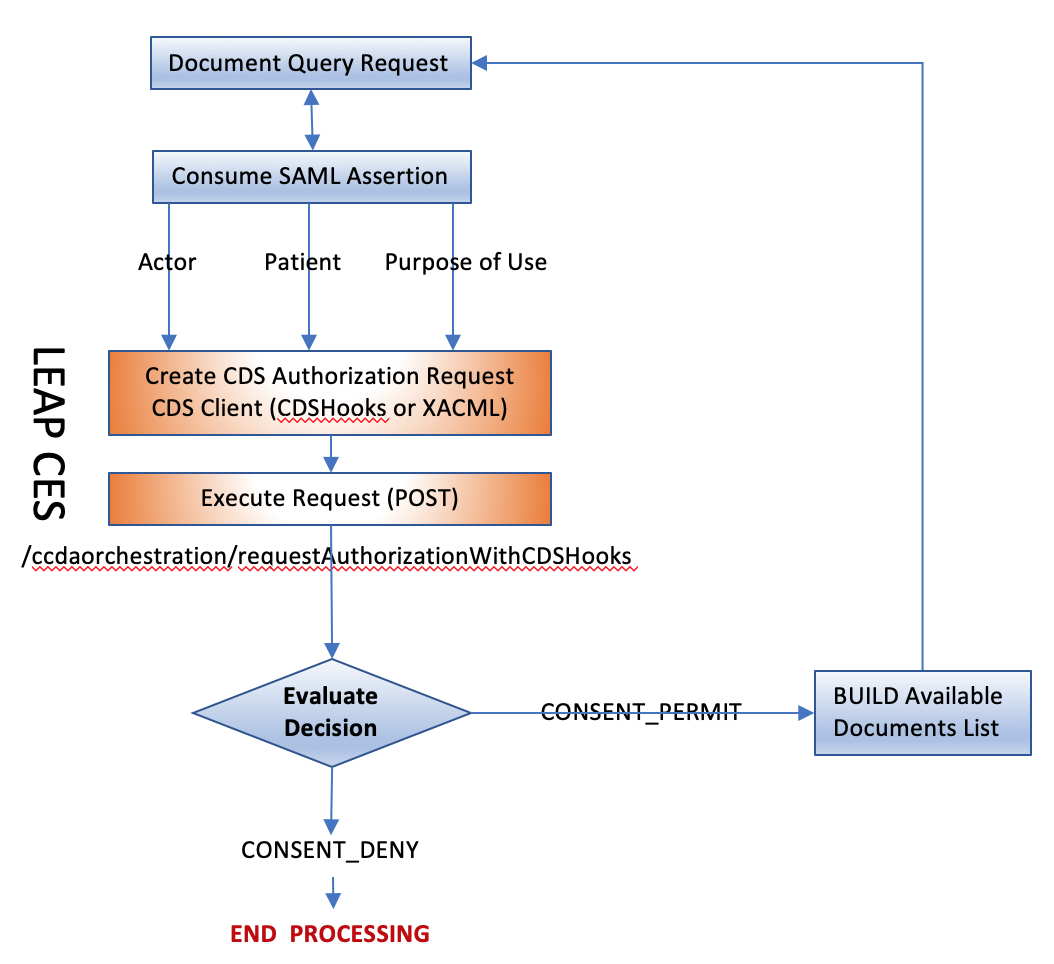 Document Query Request
Consume SAML Assertion
Actor
Patient
Purpose of Use
LEAP CES
Create CDS Authorization Request
CDS Client (CDSHooks or XACML)
Execute Request (POST)
/ccdaorchestration/requestAuthorizationWithCDSHooks
Evaluate
Decision
CONSENT_PERMIT
BUILD Available
Documents List
CONSENT_DENY
END PROCESSING